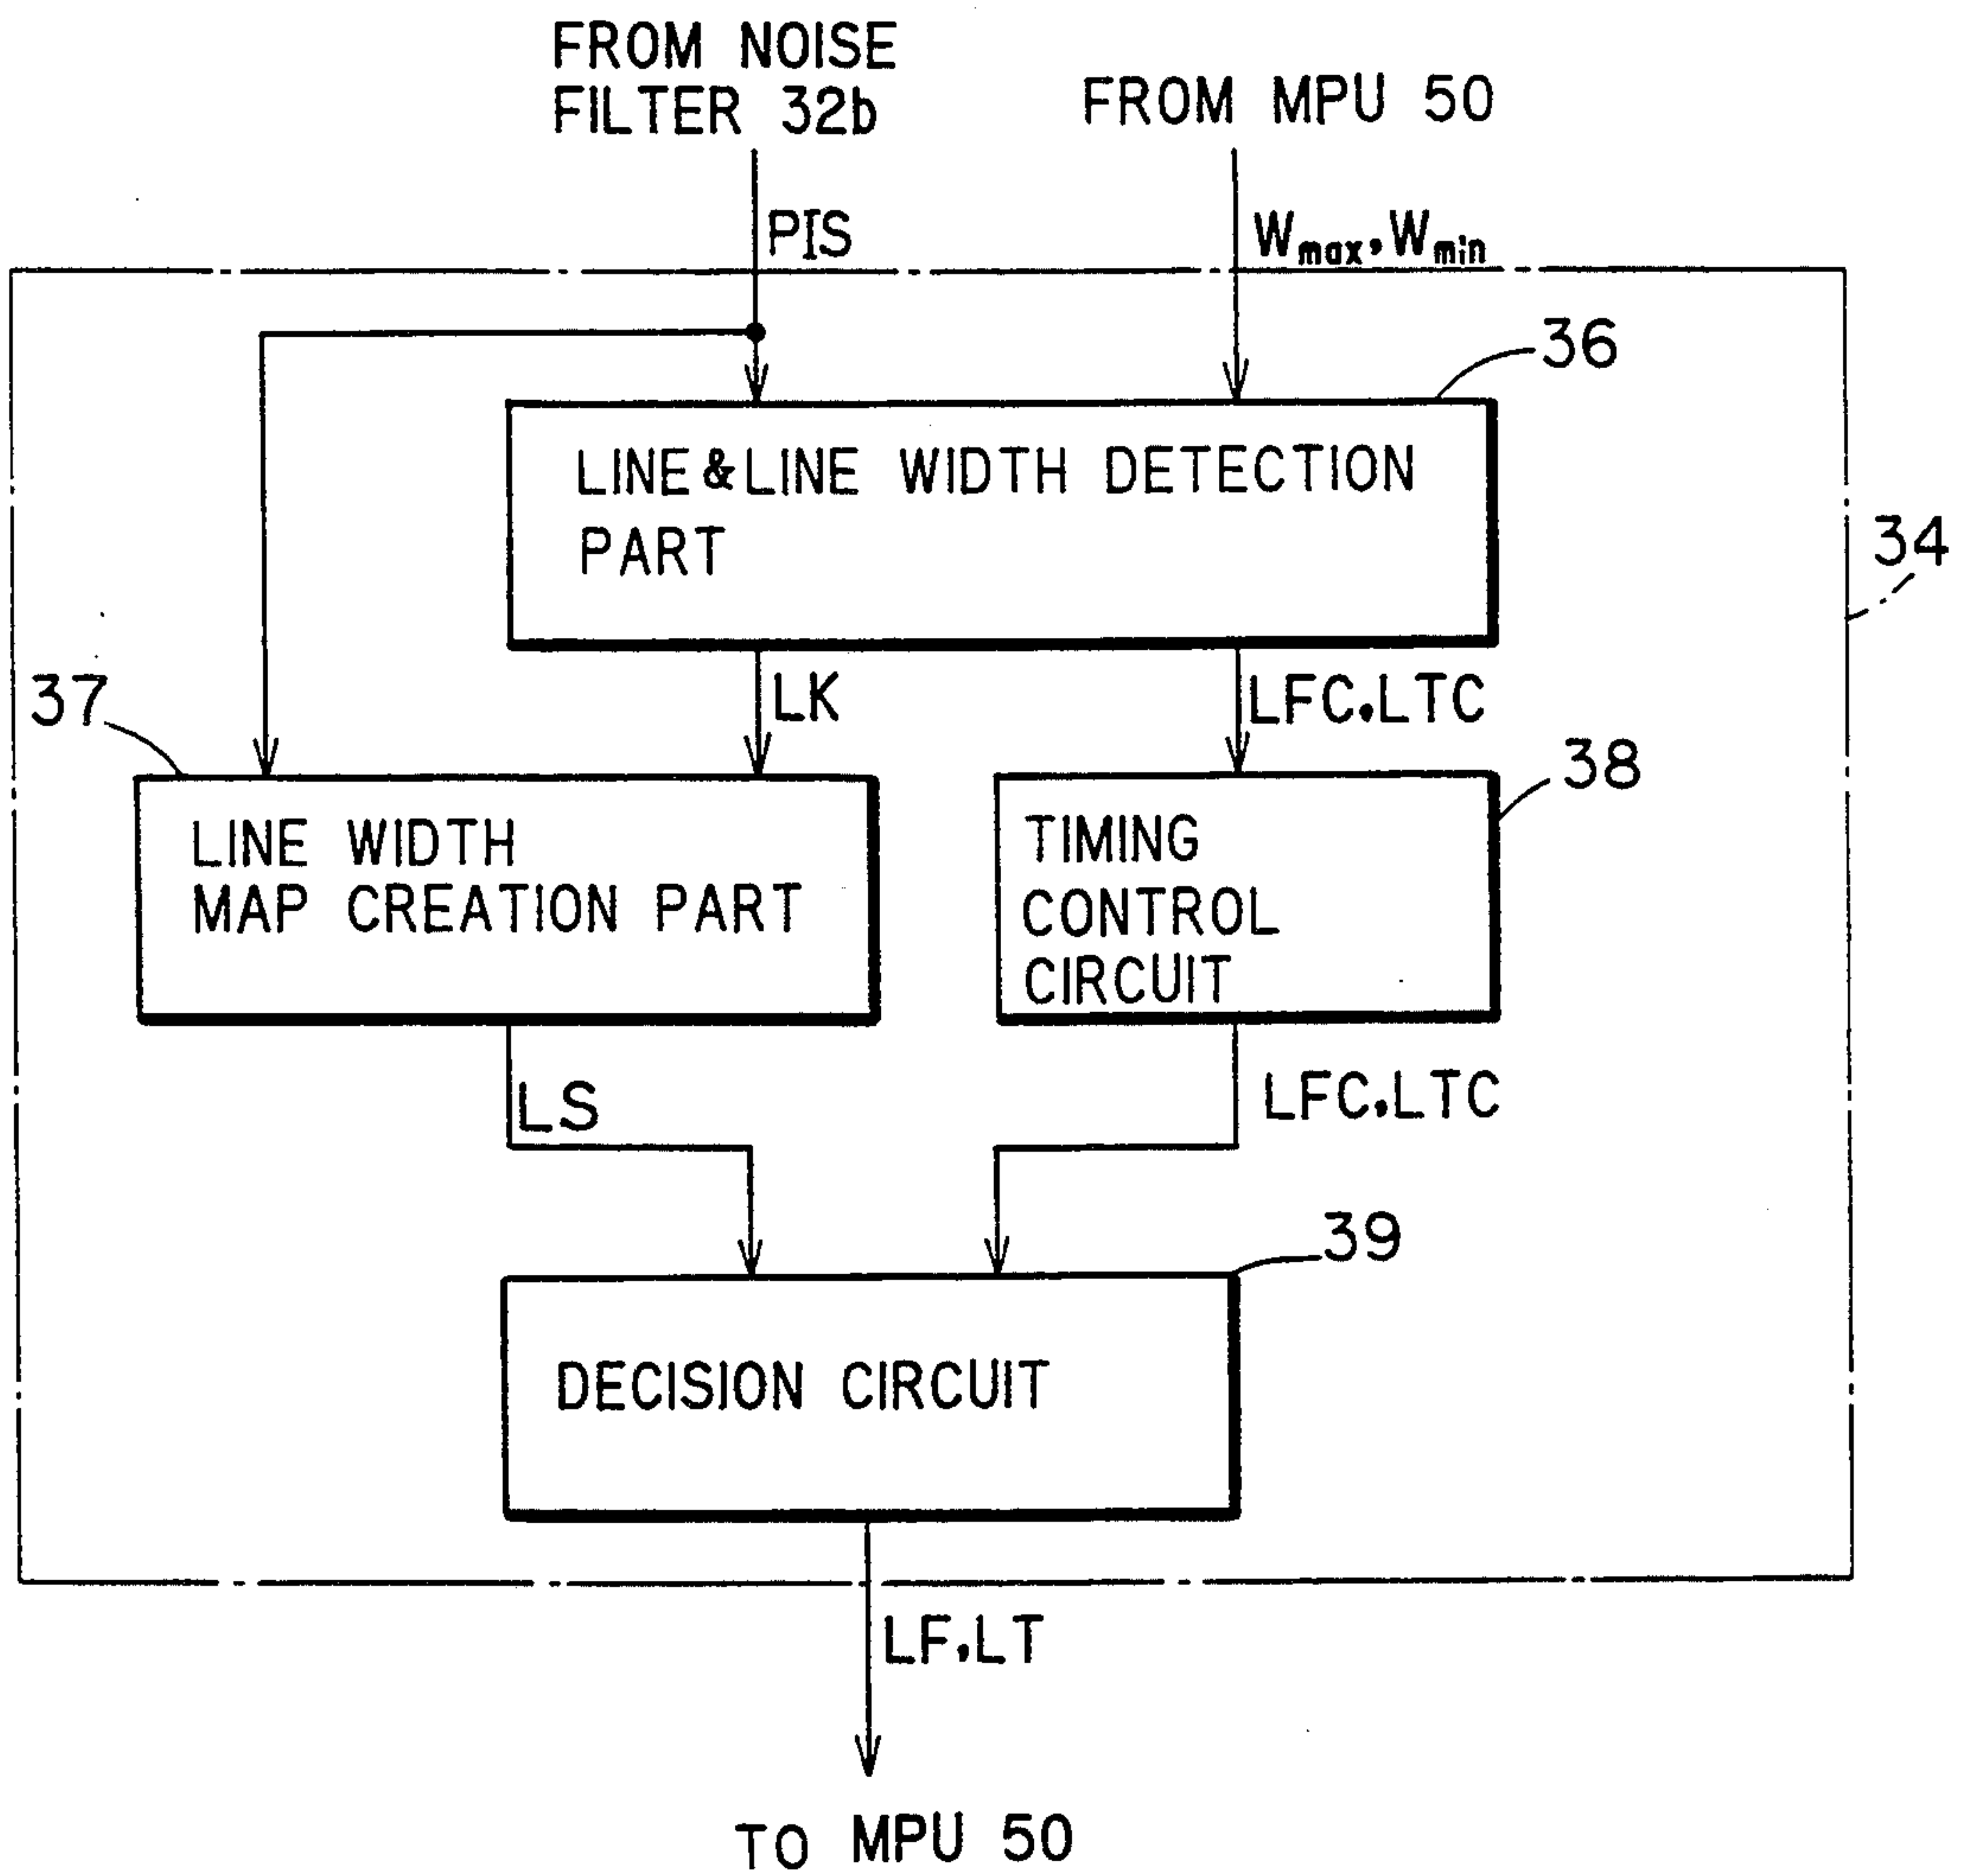 FROM NOISE
FILTER 32b
FROM MPU 50
PIS
Wmax, Wmin
36
LINE & LINE WIDTH DETECTION
PART
34
37
LK
LFC, LTC
38
LINE WIDTH
MAP CREATION PART
TIMING
CONTROL
CIRCUIT
LS
LFC, LTC
39
DECISION CIRCUIT
LF, LT
TO MPU 50